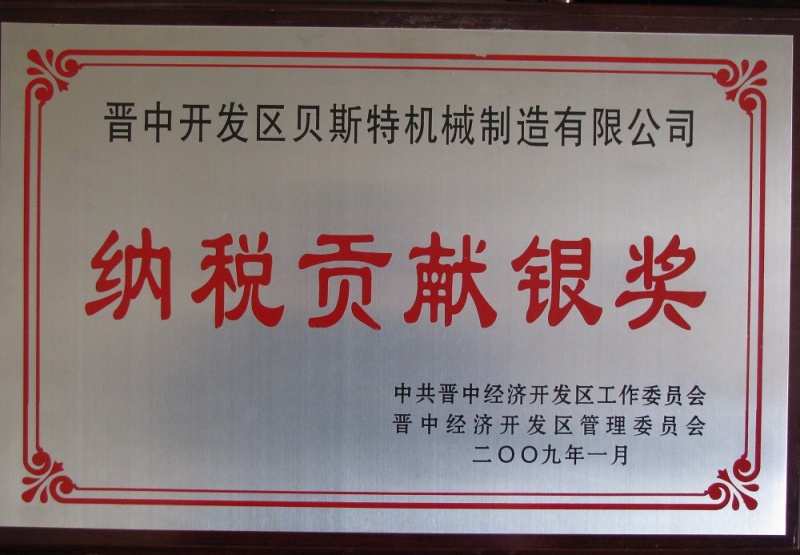 晋中开发区贝斯特机械制造有限公司
纳税贡献银奖
中共晋中经济开发区工作委员会
晋中经济开发区管理委员会
二〇〇九年一月